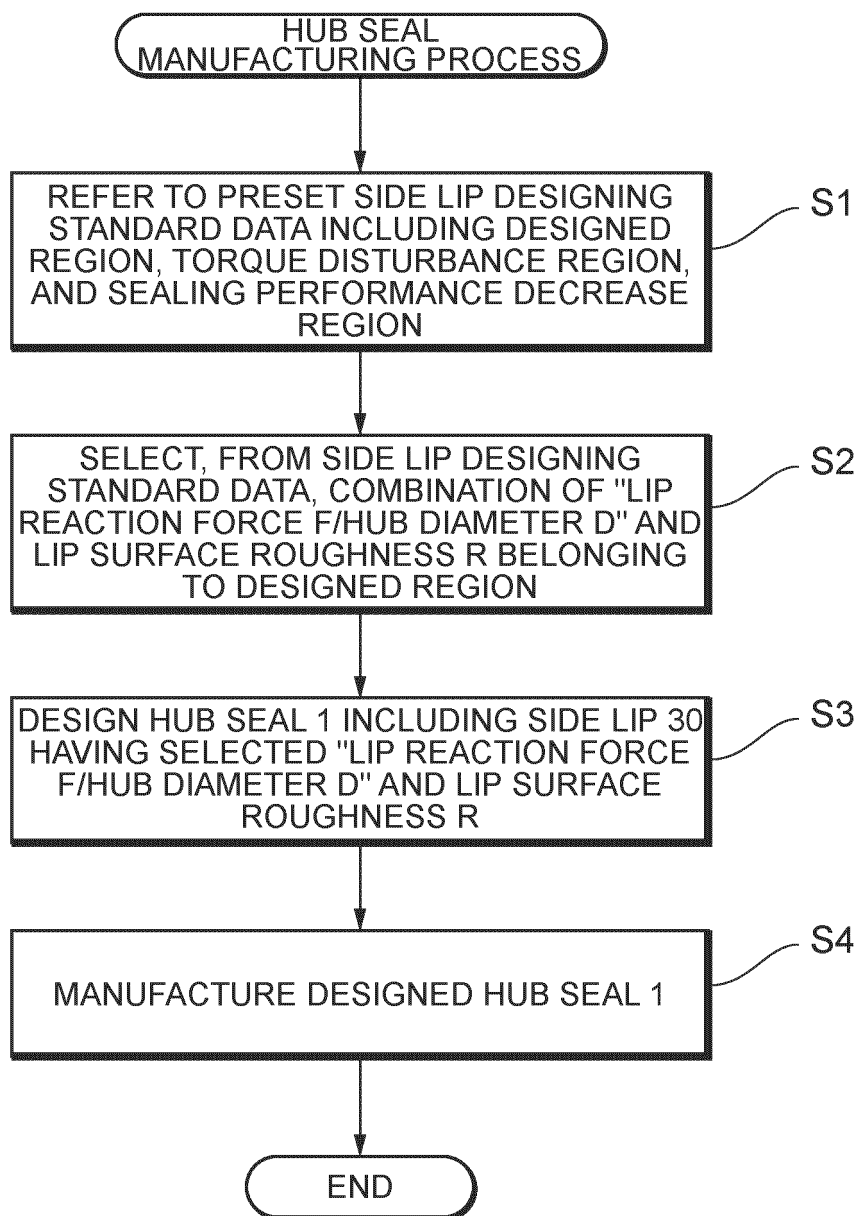 HUB SEAL
MANUFACTURING PROCESS
REFER TO PRESET SIDE LIP DESIGNING
STANDARD DATA INCLUDING DESIGNED
REGION, TORQUE DISTURBANCE REGION,
AND SEALING PERFORMANCE DECREASE
REGION
S1
SELECT, FROM SIDE LIP DESIGNING
STANDARD DATA, COMBINATION OF "LIP
REACTION FORCE F/HUB DIAMETER D" AND
LIP SURFACE ROUGHNESS R BELONGING
TO DESIGNED REGION
S2
DESIGN HUB SEAL 1 INCLUDING SIDE LIP 30
HAVING SELECTED "LIP REACTION FORCE
F/HUB DIAMETER D" AND LIP SURFACE
ROUGHNESS R
S3
MANUFACTURE DESIGNED HUB SEAL 1
S4
END